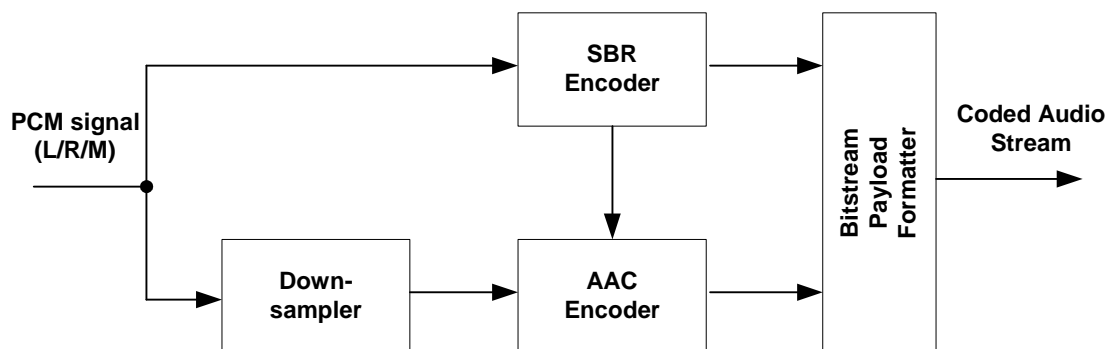 SBR
Encoder
PCM signal
(L/R/M)
Coded Audio
Stream
Bitstream
Payload
Formatter
Down-
sampler
AAC
Encoder